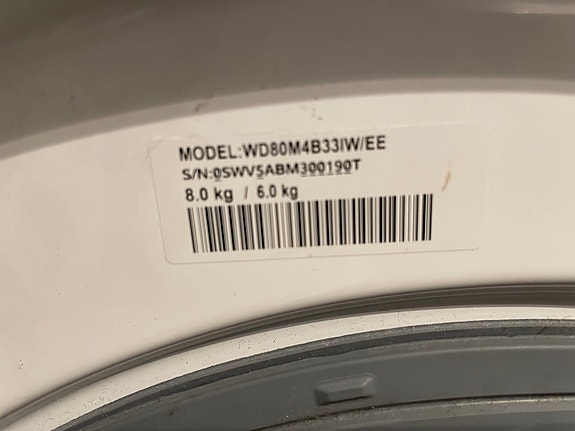 MODEL:WD80M4B33IW/EE
S/N:0SWV5ABM300190T
8.0 kg / 6.0 kg